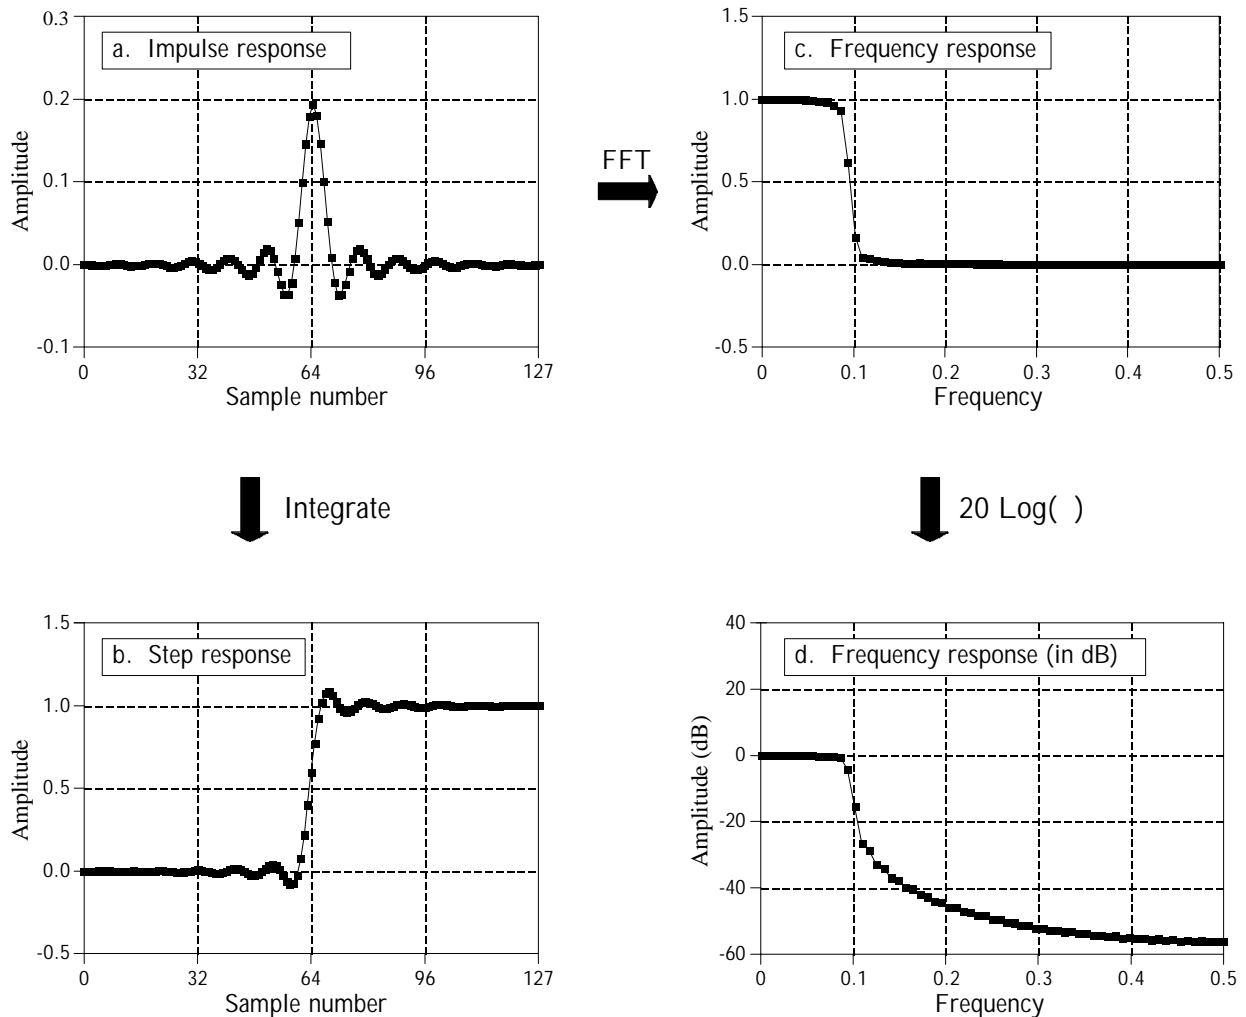 a. Impulse response
0.3
0.2
0.1
0.0
-0.1
Amplitude
0 32 64 96 127
Sample number
FFT
c. Frequency response
1.5
1.0
0.5
0.0
-0.5
Amplitude
0 0.1 0.2 0.3 0.4 0.5
Frequency
Integrate
20 Log( )
b. Step response
1.5
1.0
0.5
0.0
-0.5
Amplitude
0 32 64 96 127
Sample number
d. Frequency response (in dB)
40
20
0
-20
-40
-60
Amplitude (dB)
0 0.1 0.2 0.3 0.4 0.5
Frequency